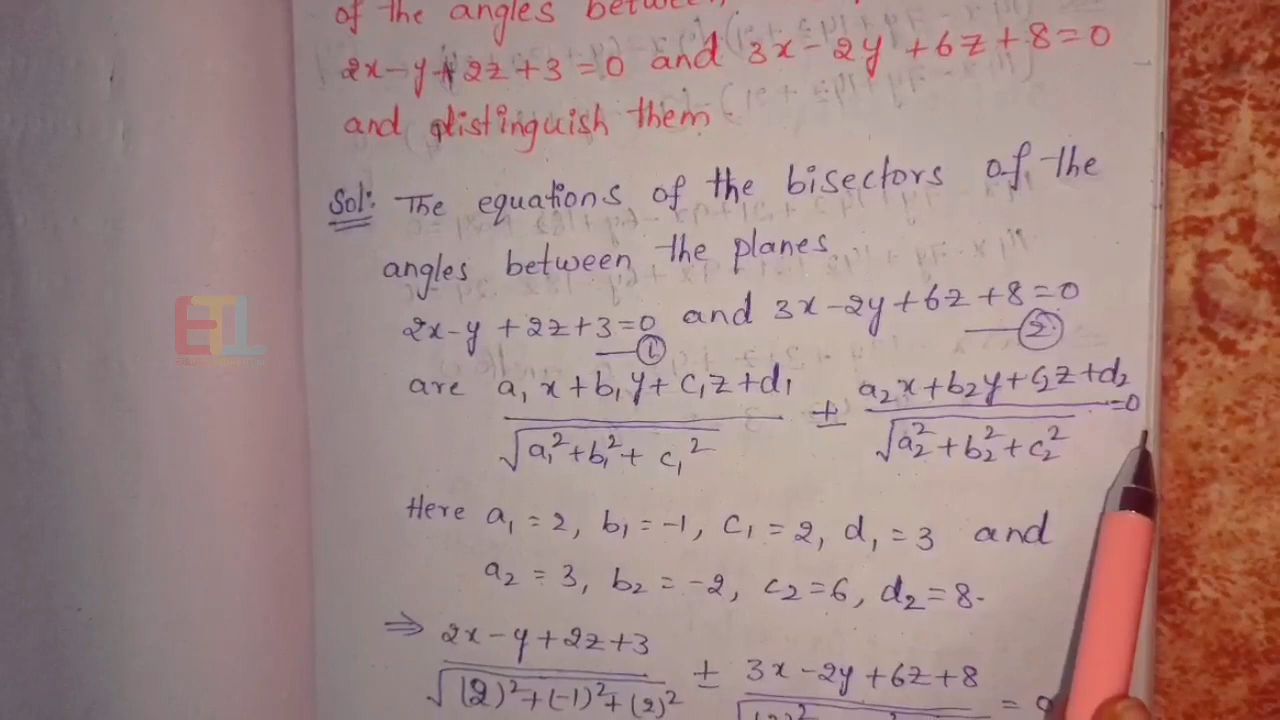 of the angles between
2x-y+2z+3=0 and 3x-2y+6z+8=0
and distinguish them.
Sol: The equations of the bisectors of the
angles between the planes
2x-y+2z+3=0 and 3x-2y+6z+8=0
—① —②
are a₁x+b₁y+c₁z+d₁ / √a₁²+b₁²+c₁² ± a₂x+b₂y+c₂z+d₂ / √a₂²+b₂²+c₂² =0
Here a₁=2, b₁=-1, c₁=2, d₁=3 and
a₂=3, b₂=-2, c₂=6, d₂=8.
⇒ 2x-y+2z+3 / √(2)²+(-1)²+(2)² ± 3x-2y+6z+8 = 0
ETL